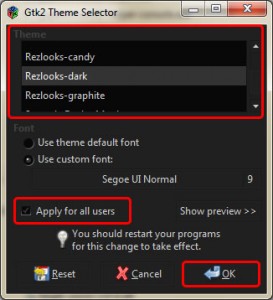 Gtk2 Theme Selector
Theme
Rezlooks-candy
Rezlooks-dark
Rezlooks-graphite
Font
Use theme default font
Use custom font:
Segoe UI Normal 9
Apply for all users
Show preview >>
You should restart your programs
for this change to take effect.
Reset Cancel OK